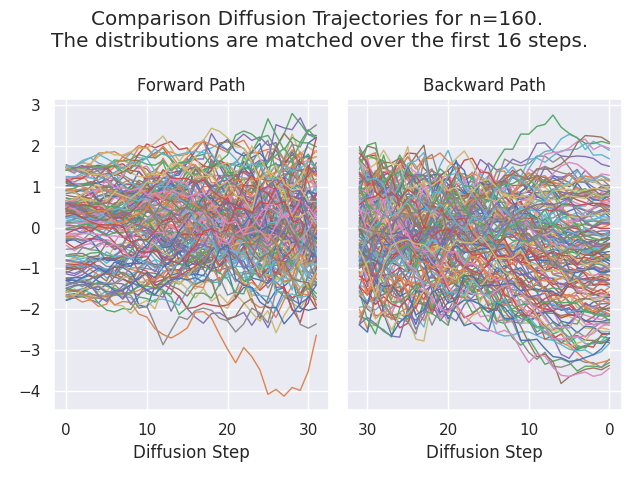 Comparison Diffusion Trajectories for n=160.
The distributions are matched over the first 16 steps.
Forward Path
Backward Path
3
2
1
0
−1
−2
−3
−4
0 10 20 30
30 20 10 0
Diffusion Step
Diffusion Step